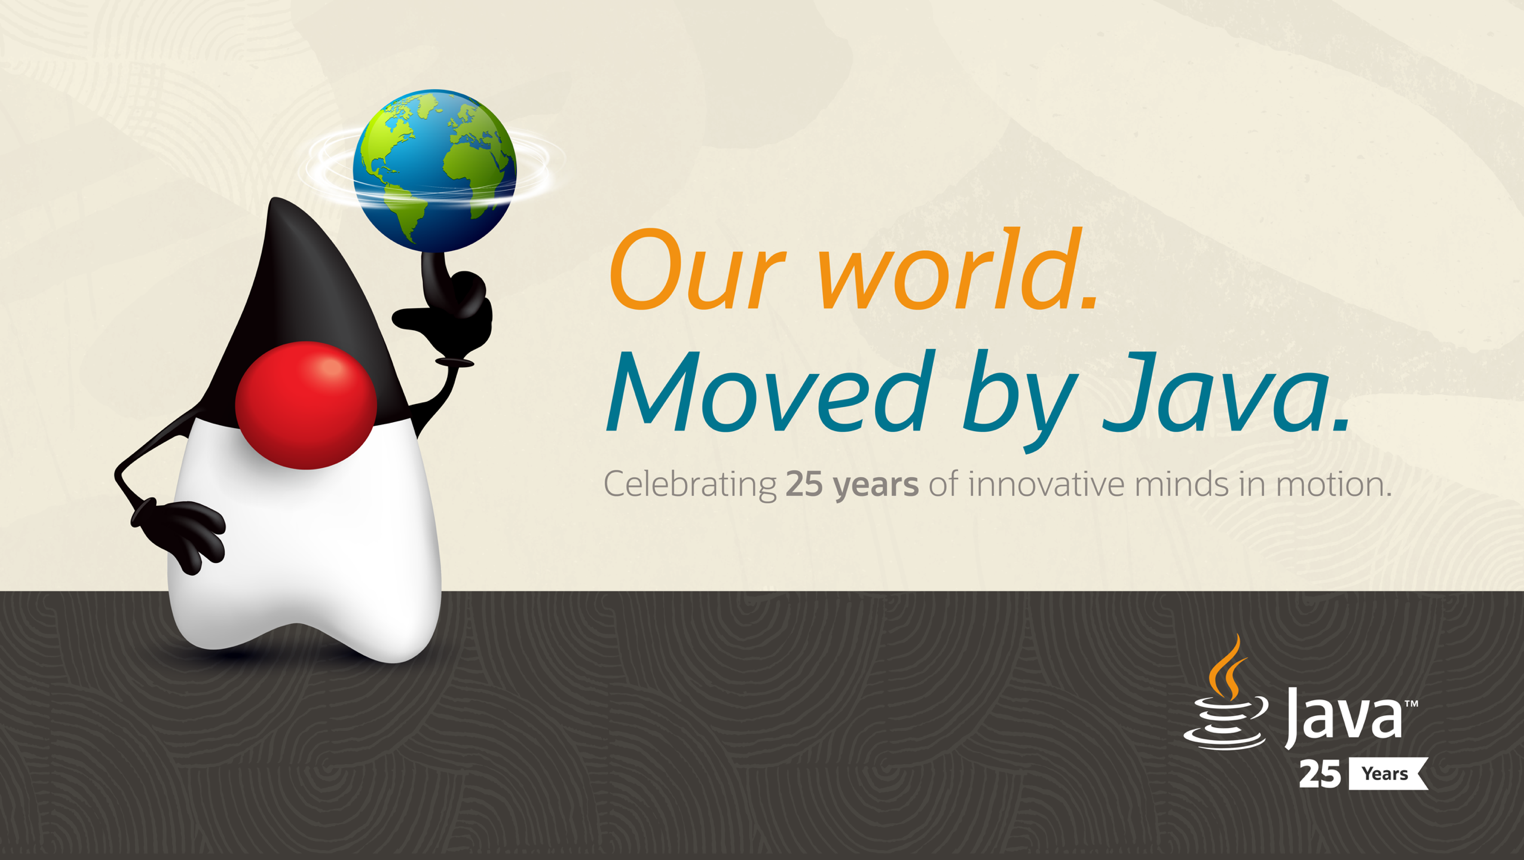 Our world.
Moved by Java.
Celebrating 25 years of innovative minds in motion.
Java™
25 Years